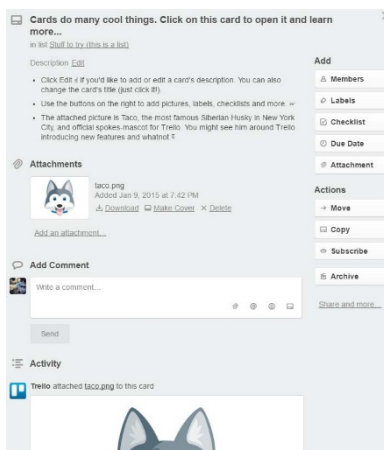 Cards do many cool things. Click on this card to open it and learn
more...
in list Stuff to try (this is a list)
Description Edit
• Click Edit if you'd like to add or edit a card's description. You can also
change the card's title (just click it!).
• Use the buttons on the right to add pictures, labels, checklists and more.
• The attached picture is Taco, the most famous Siberian Husky in New York
City, and official spokes-mascot for Trello. You might see him around Trello
introducing new features and whatnot
Attachments
taco.png
Added Jan 9, 2015 at 7:42 PM
Download Make Cover Delete
Add an attachment...
Add Comment
Write a comment...
Send
Activity
Trello attached taco.png to this card
Add
Members
Labels
Checklist
Due Date
Attachment
Actions
Move
Copy
Subscribe
Archive
Share and more...